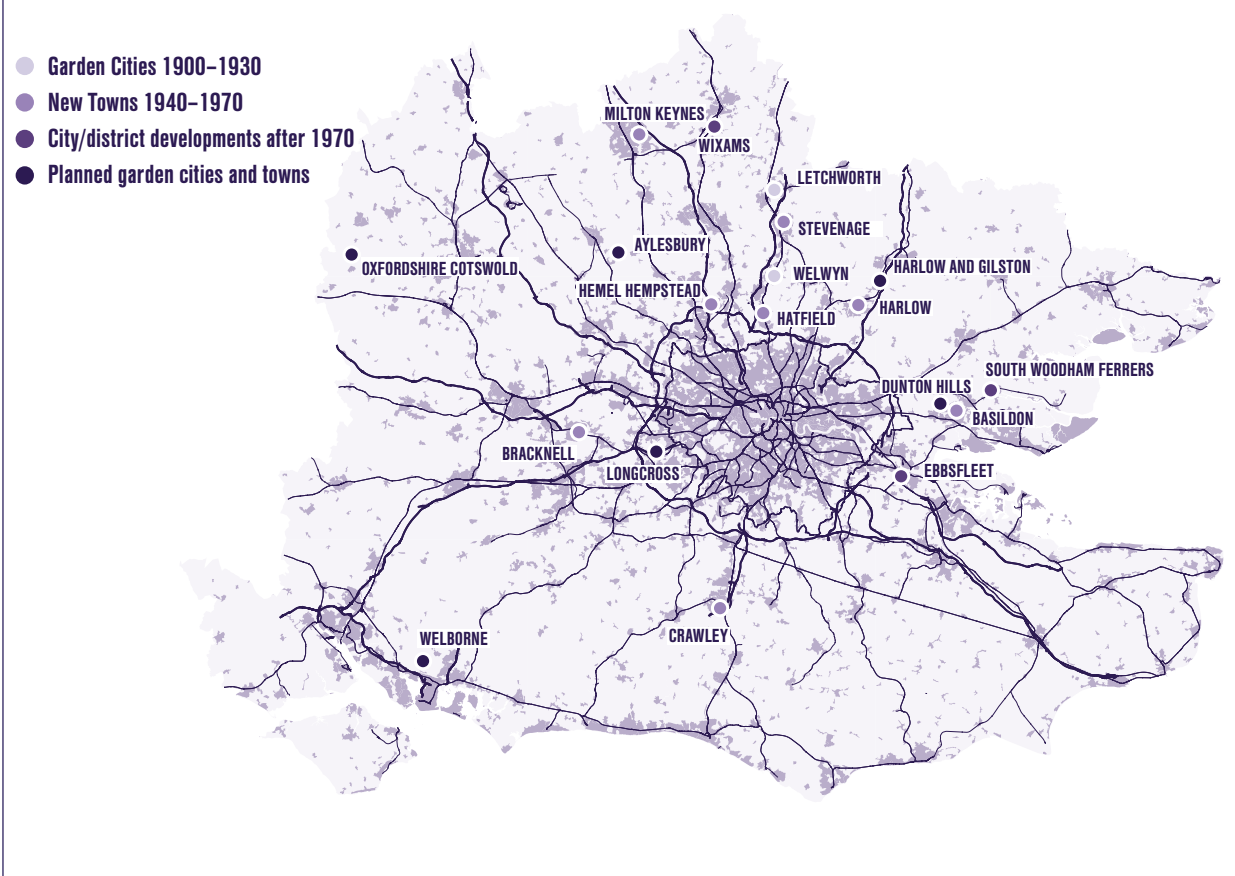 Garden Cities 1900–1930
New Towns 1940–1970
City/district developments after 1970
Planned garden cities and towns
MILTON KEYNES
WIXAMS
LETCHWORTH
STEVENAGE
AYLESBURY
OXFORDSHIRE COTSWOLD
WELWYN
HARLOW AND GILSTON
HEMEL HEMPSTEAD
HARLOW
HATFIELD
SOUTH WOODHAM FERRERS
DUNTON HILLS
BASILDON
BRACKNELL
LONGCROSS
EBBSFLEET
WELBORNE
CRAWLEY